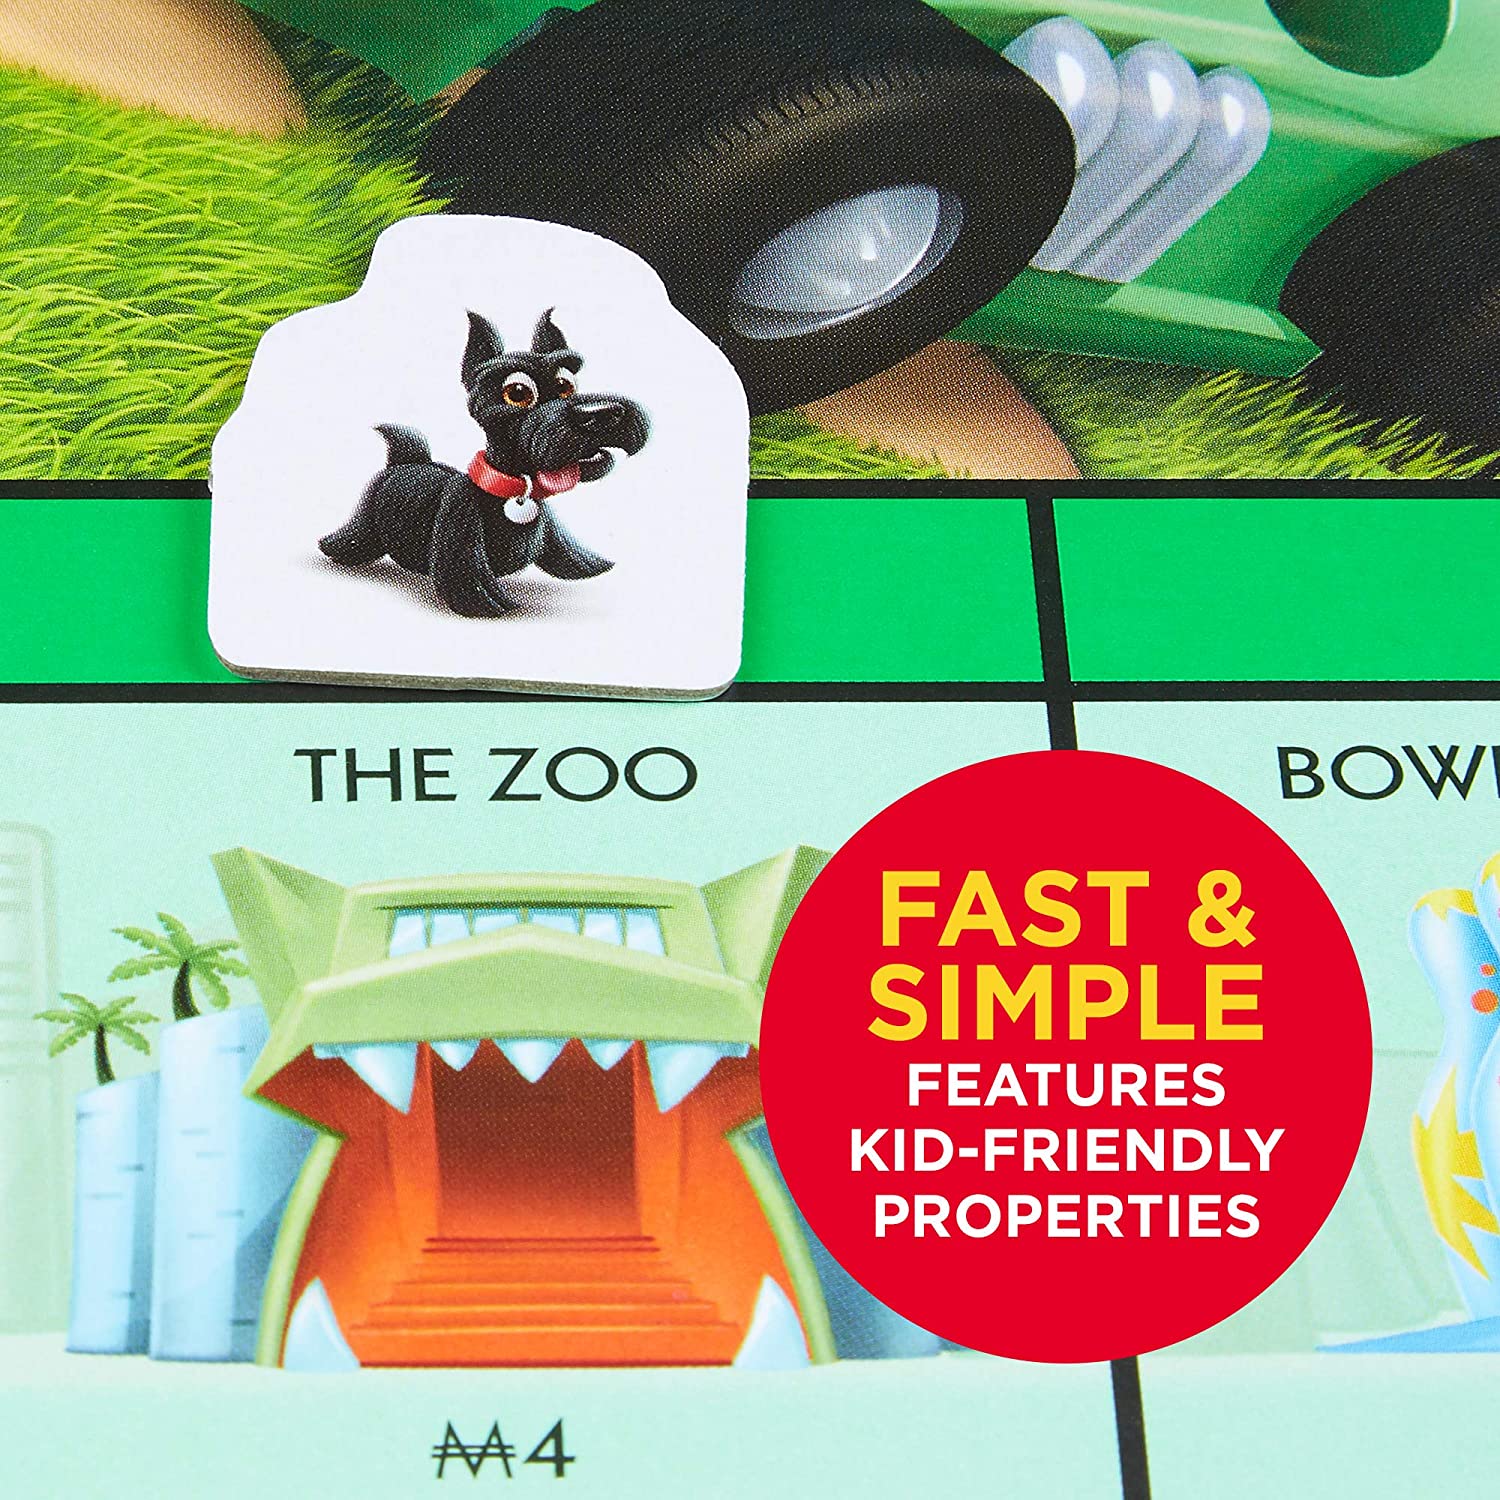 THE ZOO
FAST &
SIMPLE
FEATURES
KID-FRIENDLY
PROPERTIES
₩4